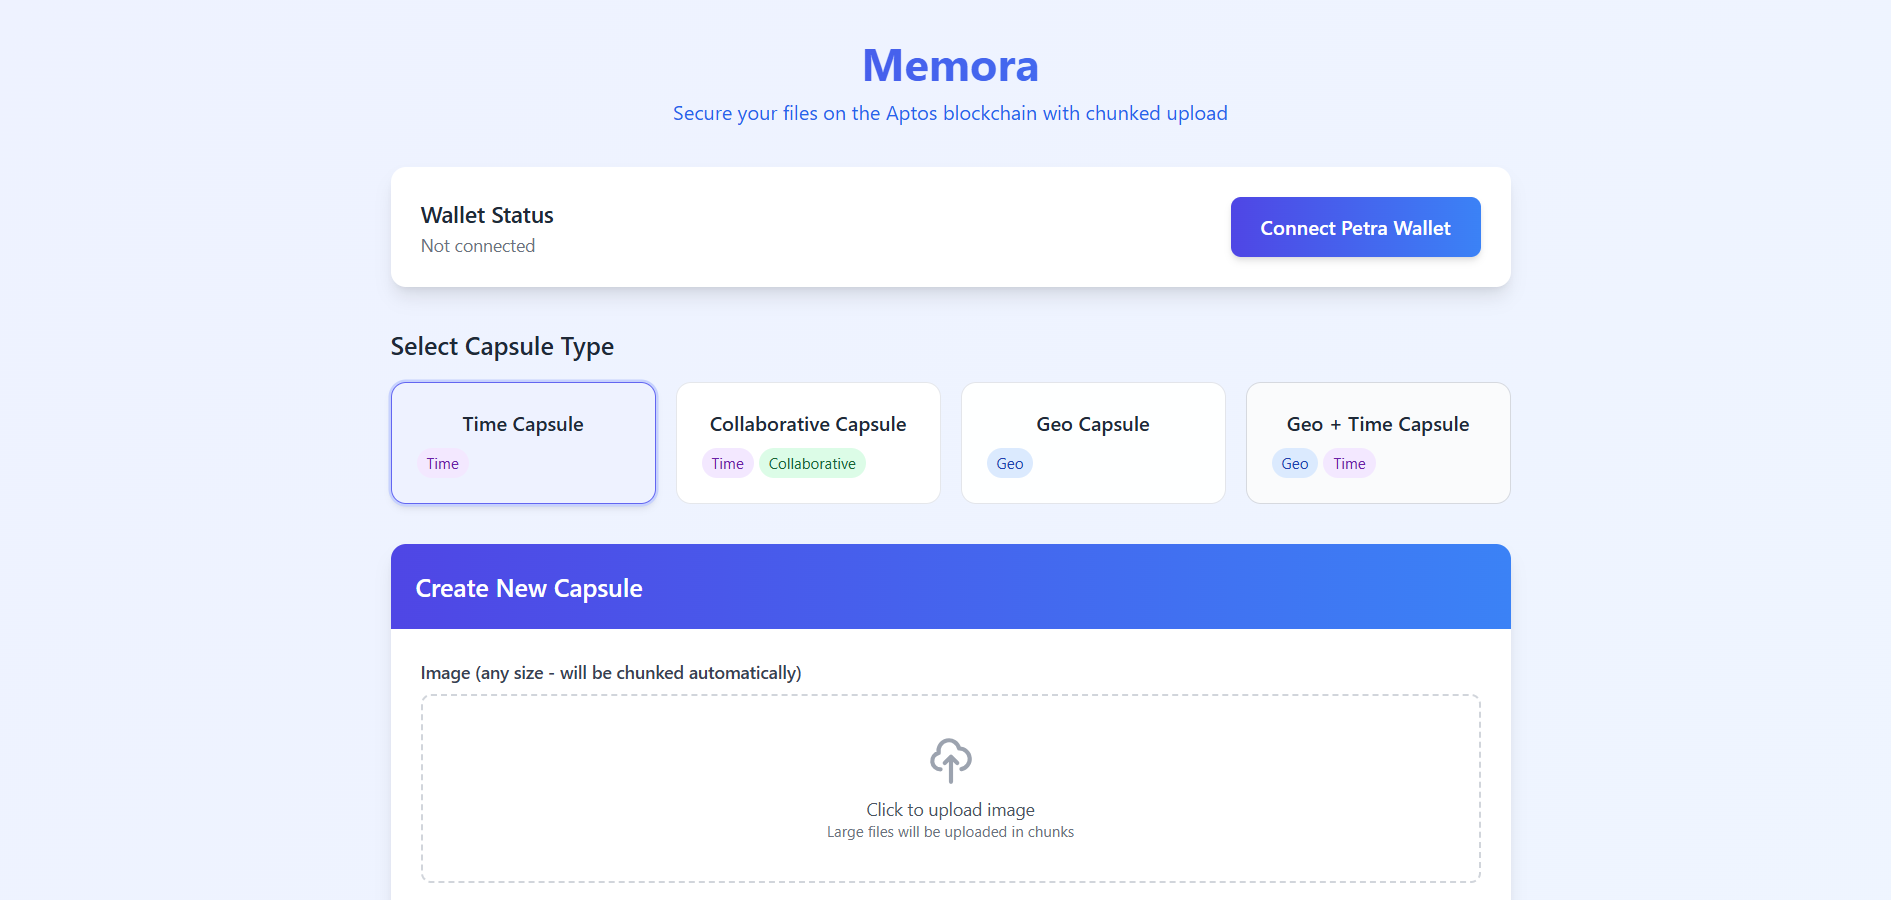 Memora
Secure your files on the Aptos blockchain with chunked upload
Wallet Status
Not connected
Connect Petra Wallet
Select Capsule Type
Time Capsule
Time
Collaborative Capsule
Time Collaborative
Geo Capsule
Geo
Geo + Time Capsule
Geo Time
Create New Capsule
Image (any size - will be chunked automatically)
Click to upload image
Large files will be uploaded in chunks